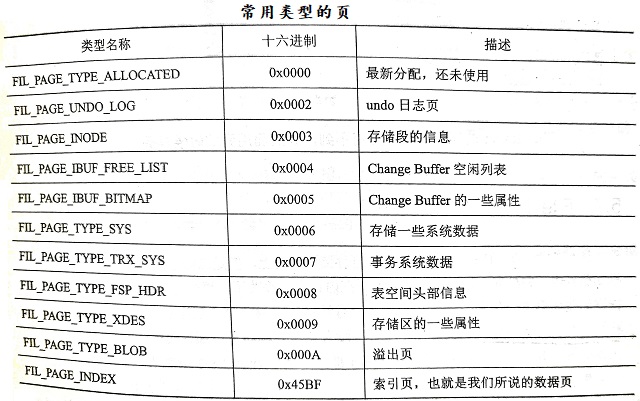 常用类型的页
类型名称 十六进制 描述
FIL_PAGE_TYPE_ALLOCATED 0x0000 最新分配，还未使用
FIL_PAGE_UNDO_LOG 0x0002 undo 日志页
FIL_PAGE_INODE 0x0003 存储段的信息
FIL_PAGE_IBUF_FREE_LIST 0x0004 Change Buffer 空闲列表
FIL_PAGE_IBUF_BITMAP 0x0005 Change Buffer 的一些属性
FIL_PAGE_TYPE_SYS 0x0006 存储一些系统数据
FIL_PAGE_TYPE_TRX_SYS 0x0007 事务系统数据
FIL_PAGE_TYPE_FSP_HDR 0x0008 表空间头部信息
FIL_PAGE_TYPE_XDES 0x0009 存储区的一些属性
FIL_PAGE_TYPE_BLOB 0x000A 溢出页
FIL_PAGE_INDEX 0x45BF 索引页，也就是我们所说的数据页